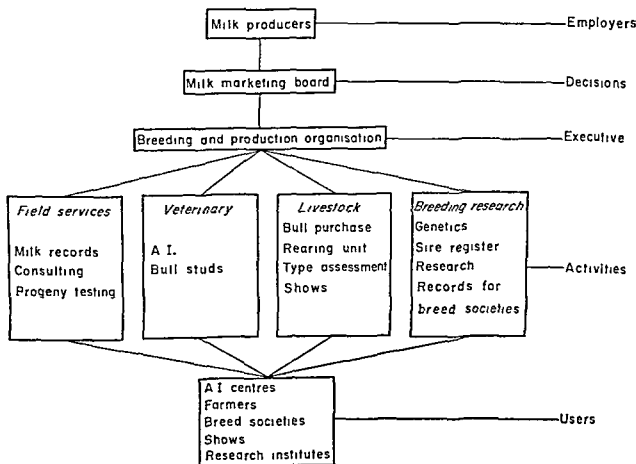 Milk producers
Employers
Milk marketing board
Decisions
Breeding and production organisation
Executive
Field services
Milk records
Consulting
Progeny testing
Veterinary
A I.
Bull studs
Livestock
Bull purchase
Rearing unit
Type assessment
Shows
Breeding research
Genetics
Sire register
Research
Records for
breed societies
Activities
A I centres
Farmers
Breed societies
Shows
Research institutes
Users